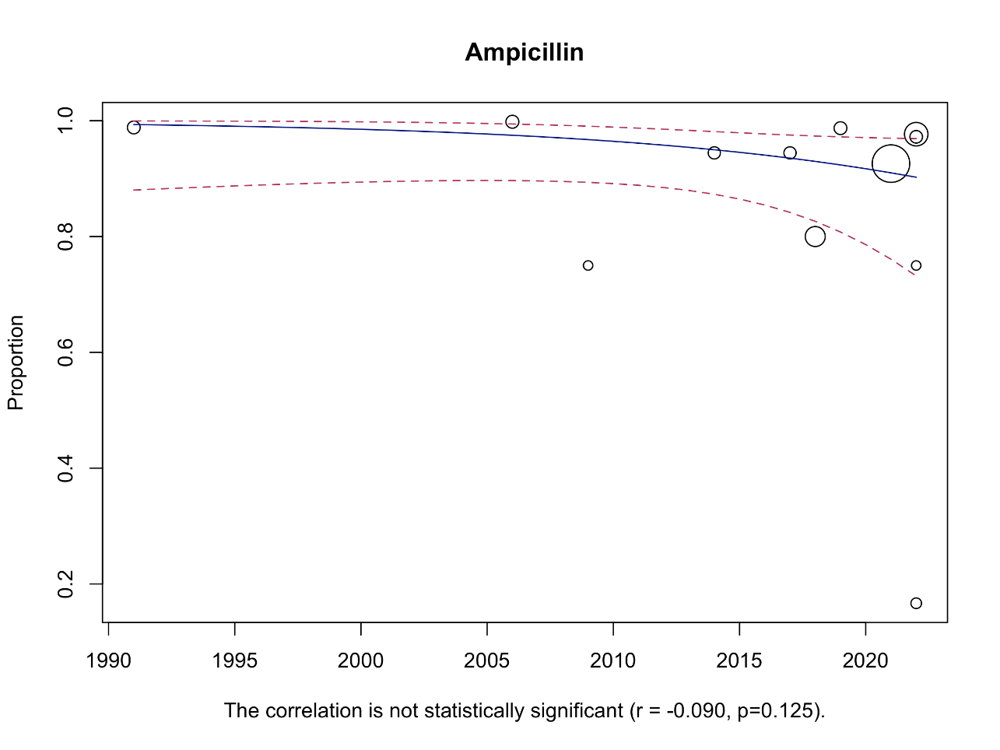 Ampicillin
1.0
0.8
0.6
0.4
0.2
Proportion
1990 1995 2000 2005 2010 2015 2020
The correlation is not statistically significant (r = -0.090, p=0.125).